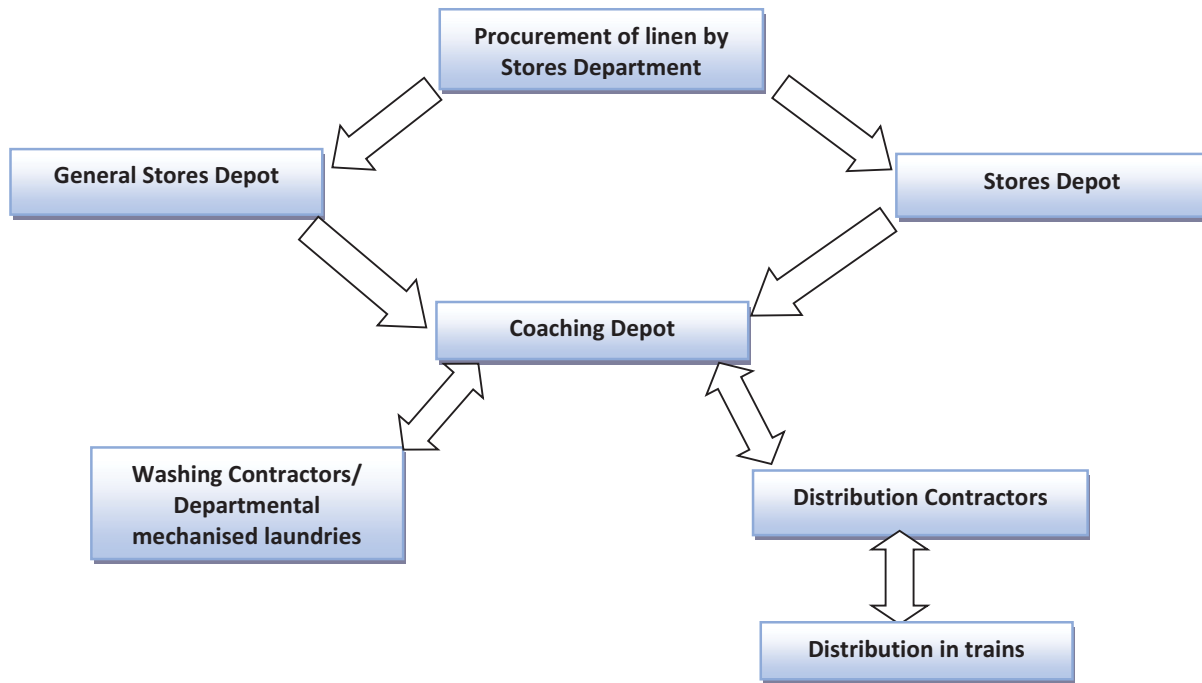 Procurement of linen by
Stores Department
General Stores Depot
Stores Depot
Coaching Depot
Washing Contractors/
Departmental
mechanised laundries
Distribution Contractors
Distribution in trains